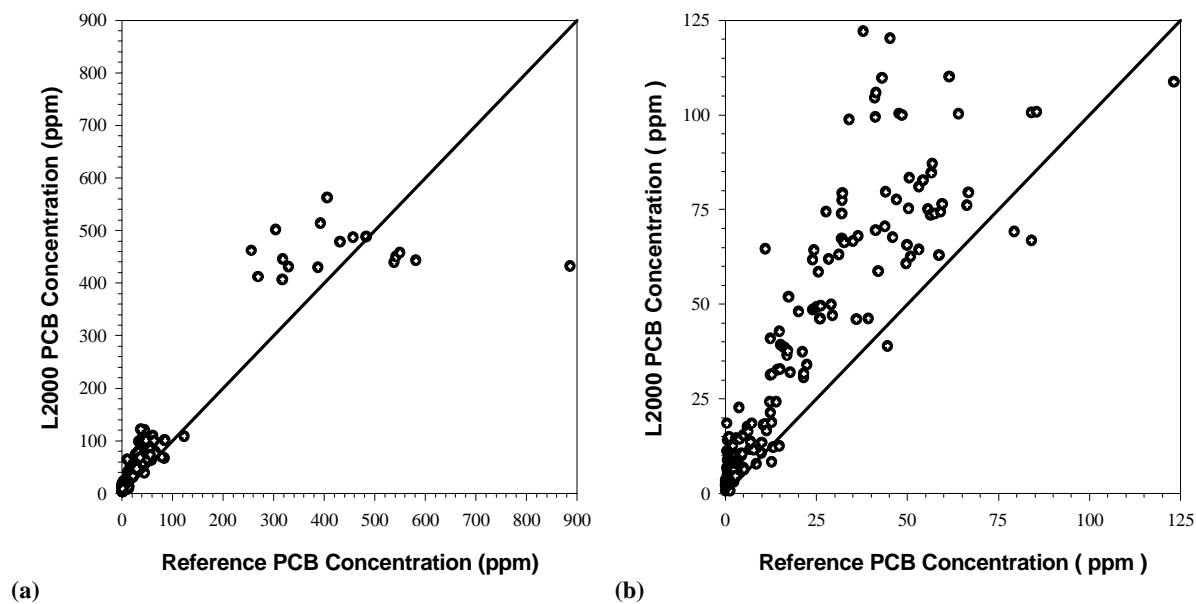 900
800
700
600
500
400
300
200
100
0
L2000 PCB Concentration (ppm)
0 100 200 300 400 500 600 700 800 900
Reference PCB Concentration (ppm)
(a)
125
100
75
50
25
0
L2000 PCB Concentration ( ppm )
0 25 50 75 100 125
Reference PCB Concentration ( ppm )
(b)